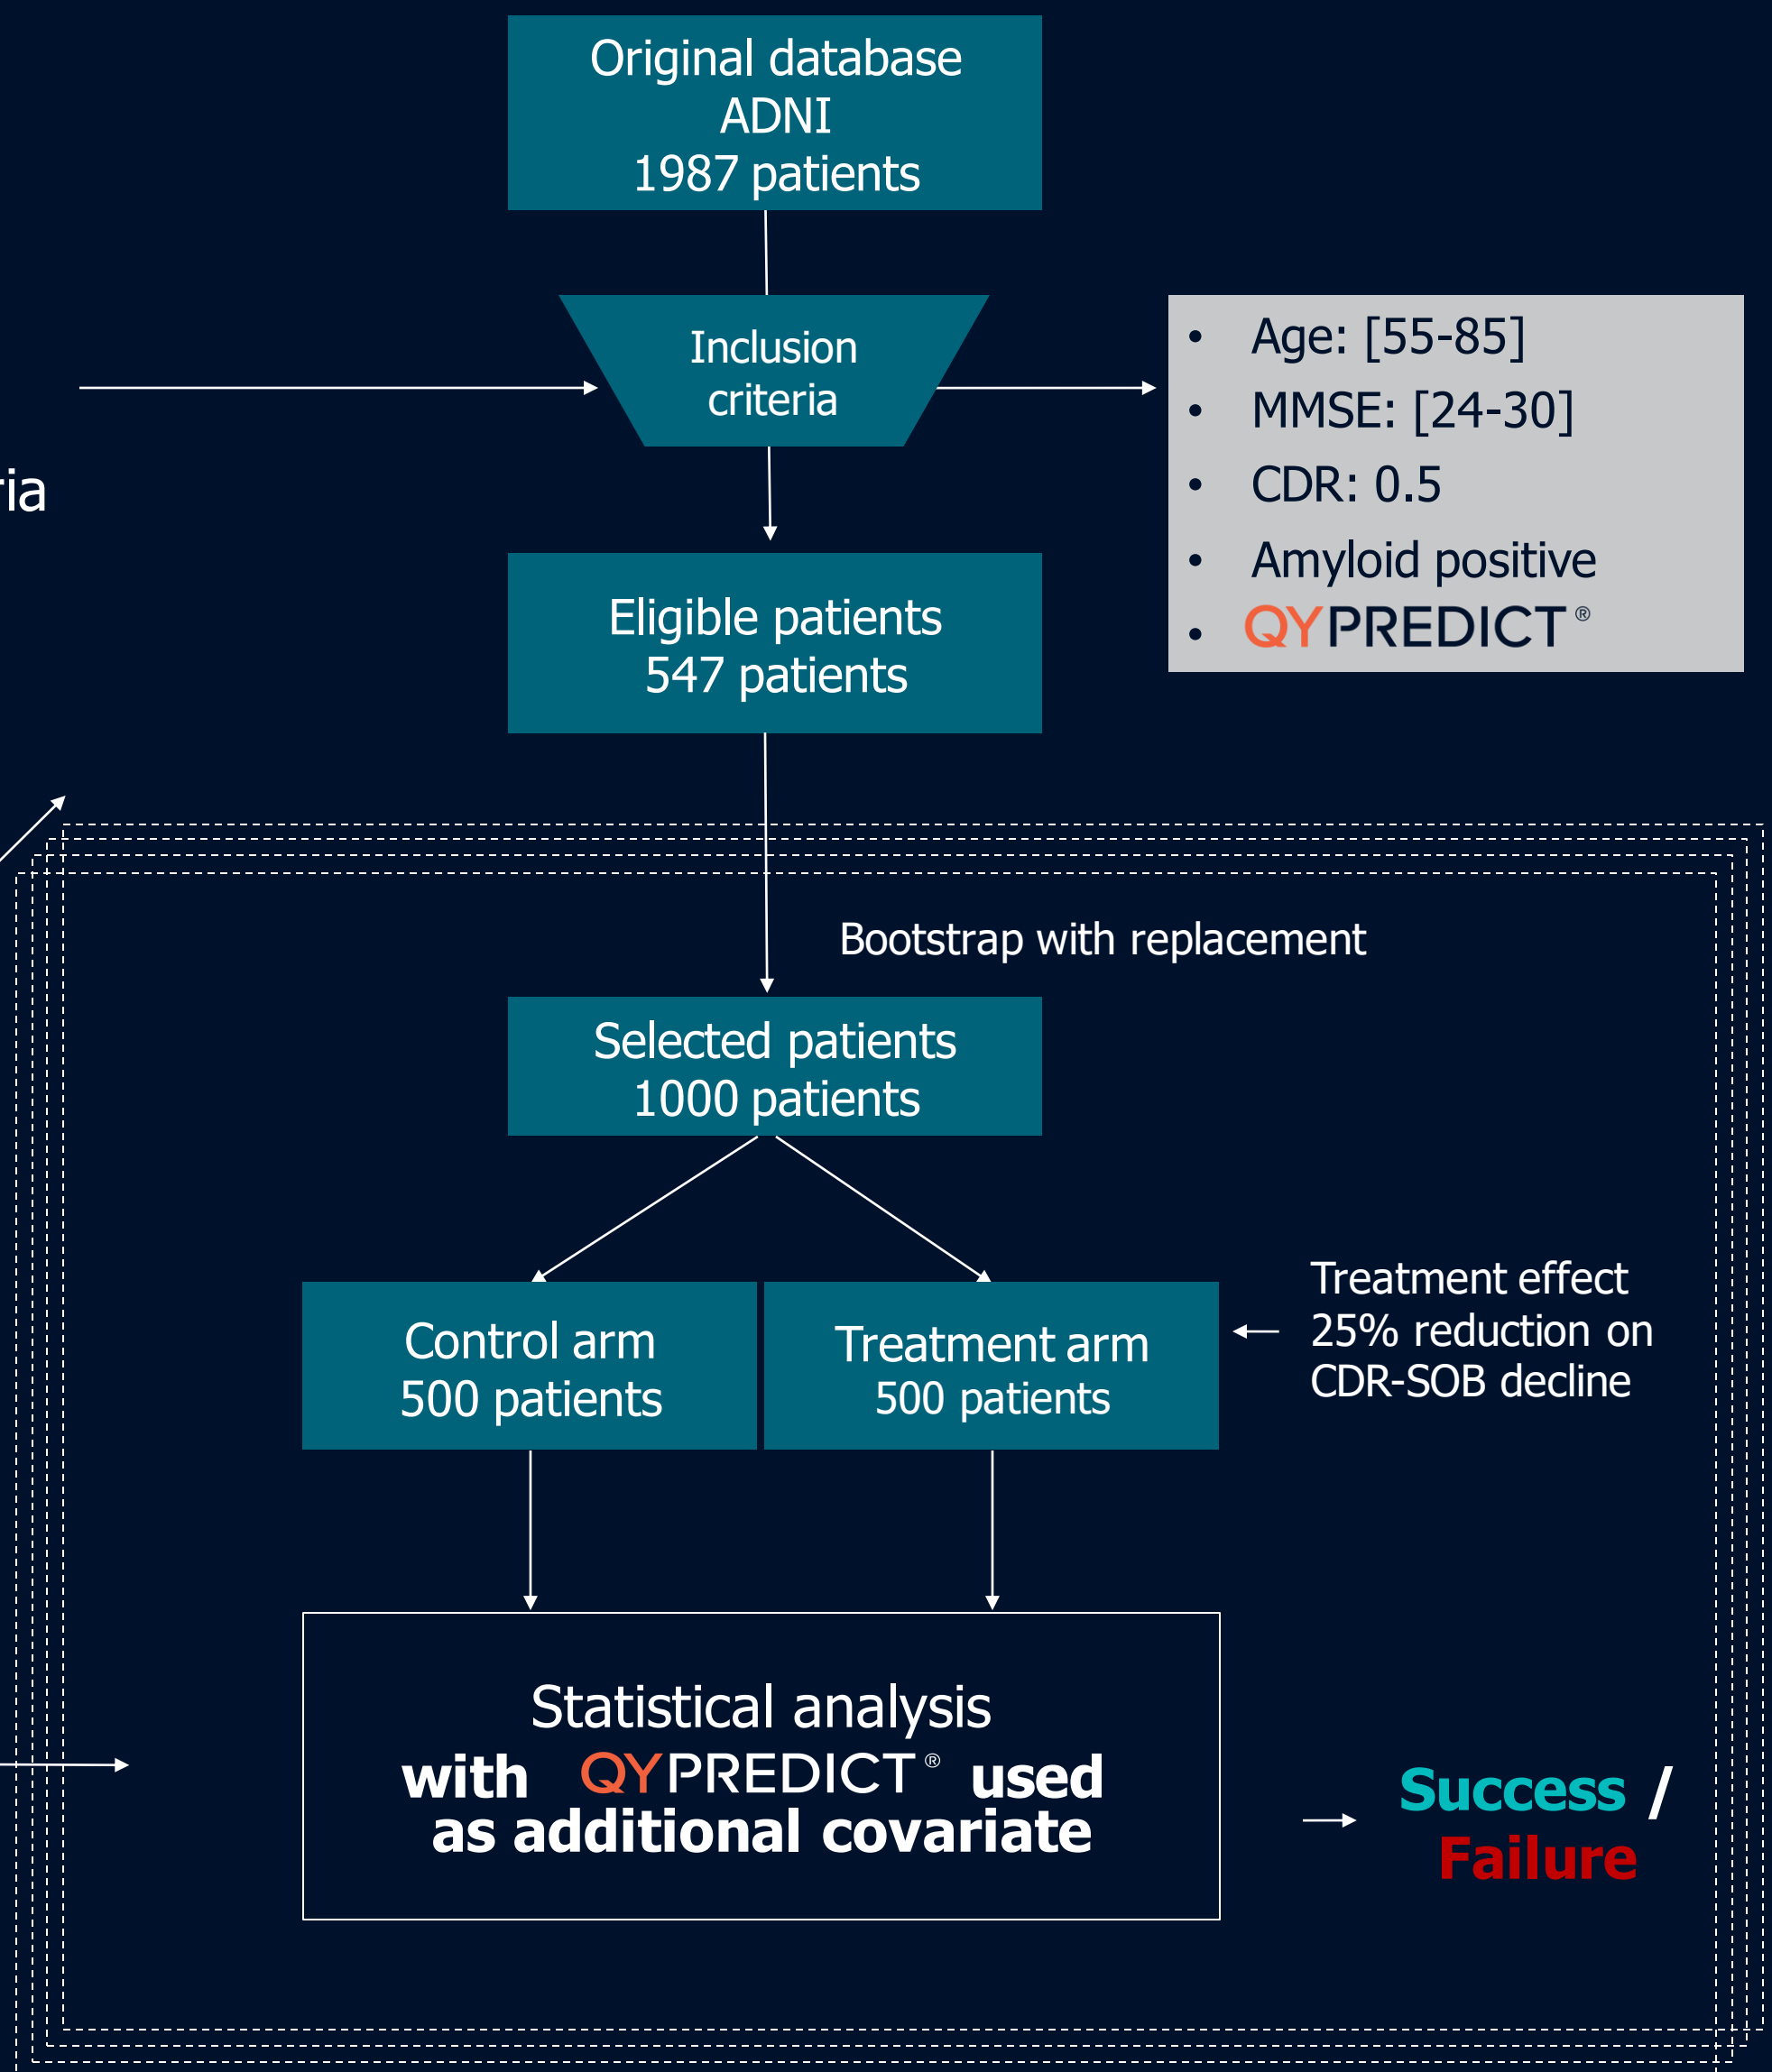 Original database
ADNI
1987 patients
Inclusion
criteria
• Age: [55-85]
• MMSE: [24-30]
• CDR: 0.5
• Amyloid positive
• QYPREDICT®
ria
Eligible patients
547 patients
Bootstrap with replacement
Selected patients
1000 patients
Control arm
500 patients
Treatment arm
500 patients
Treatment effect
25% reduction on
CDR-SOB decline
Statistical analysis
with QYPREDICT® used
as additional covariate
Success /
Failure